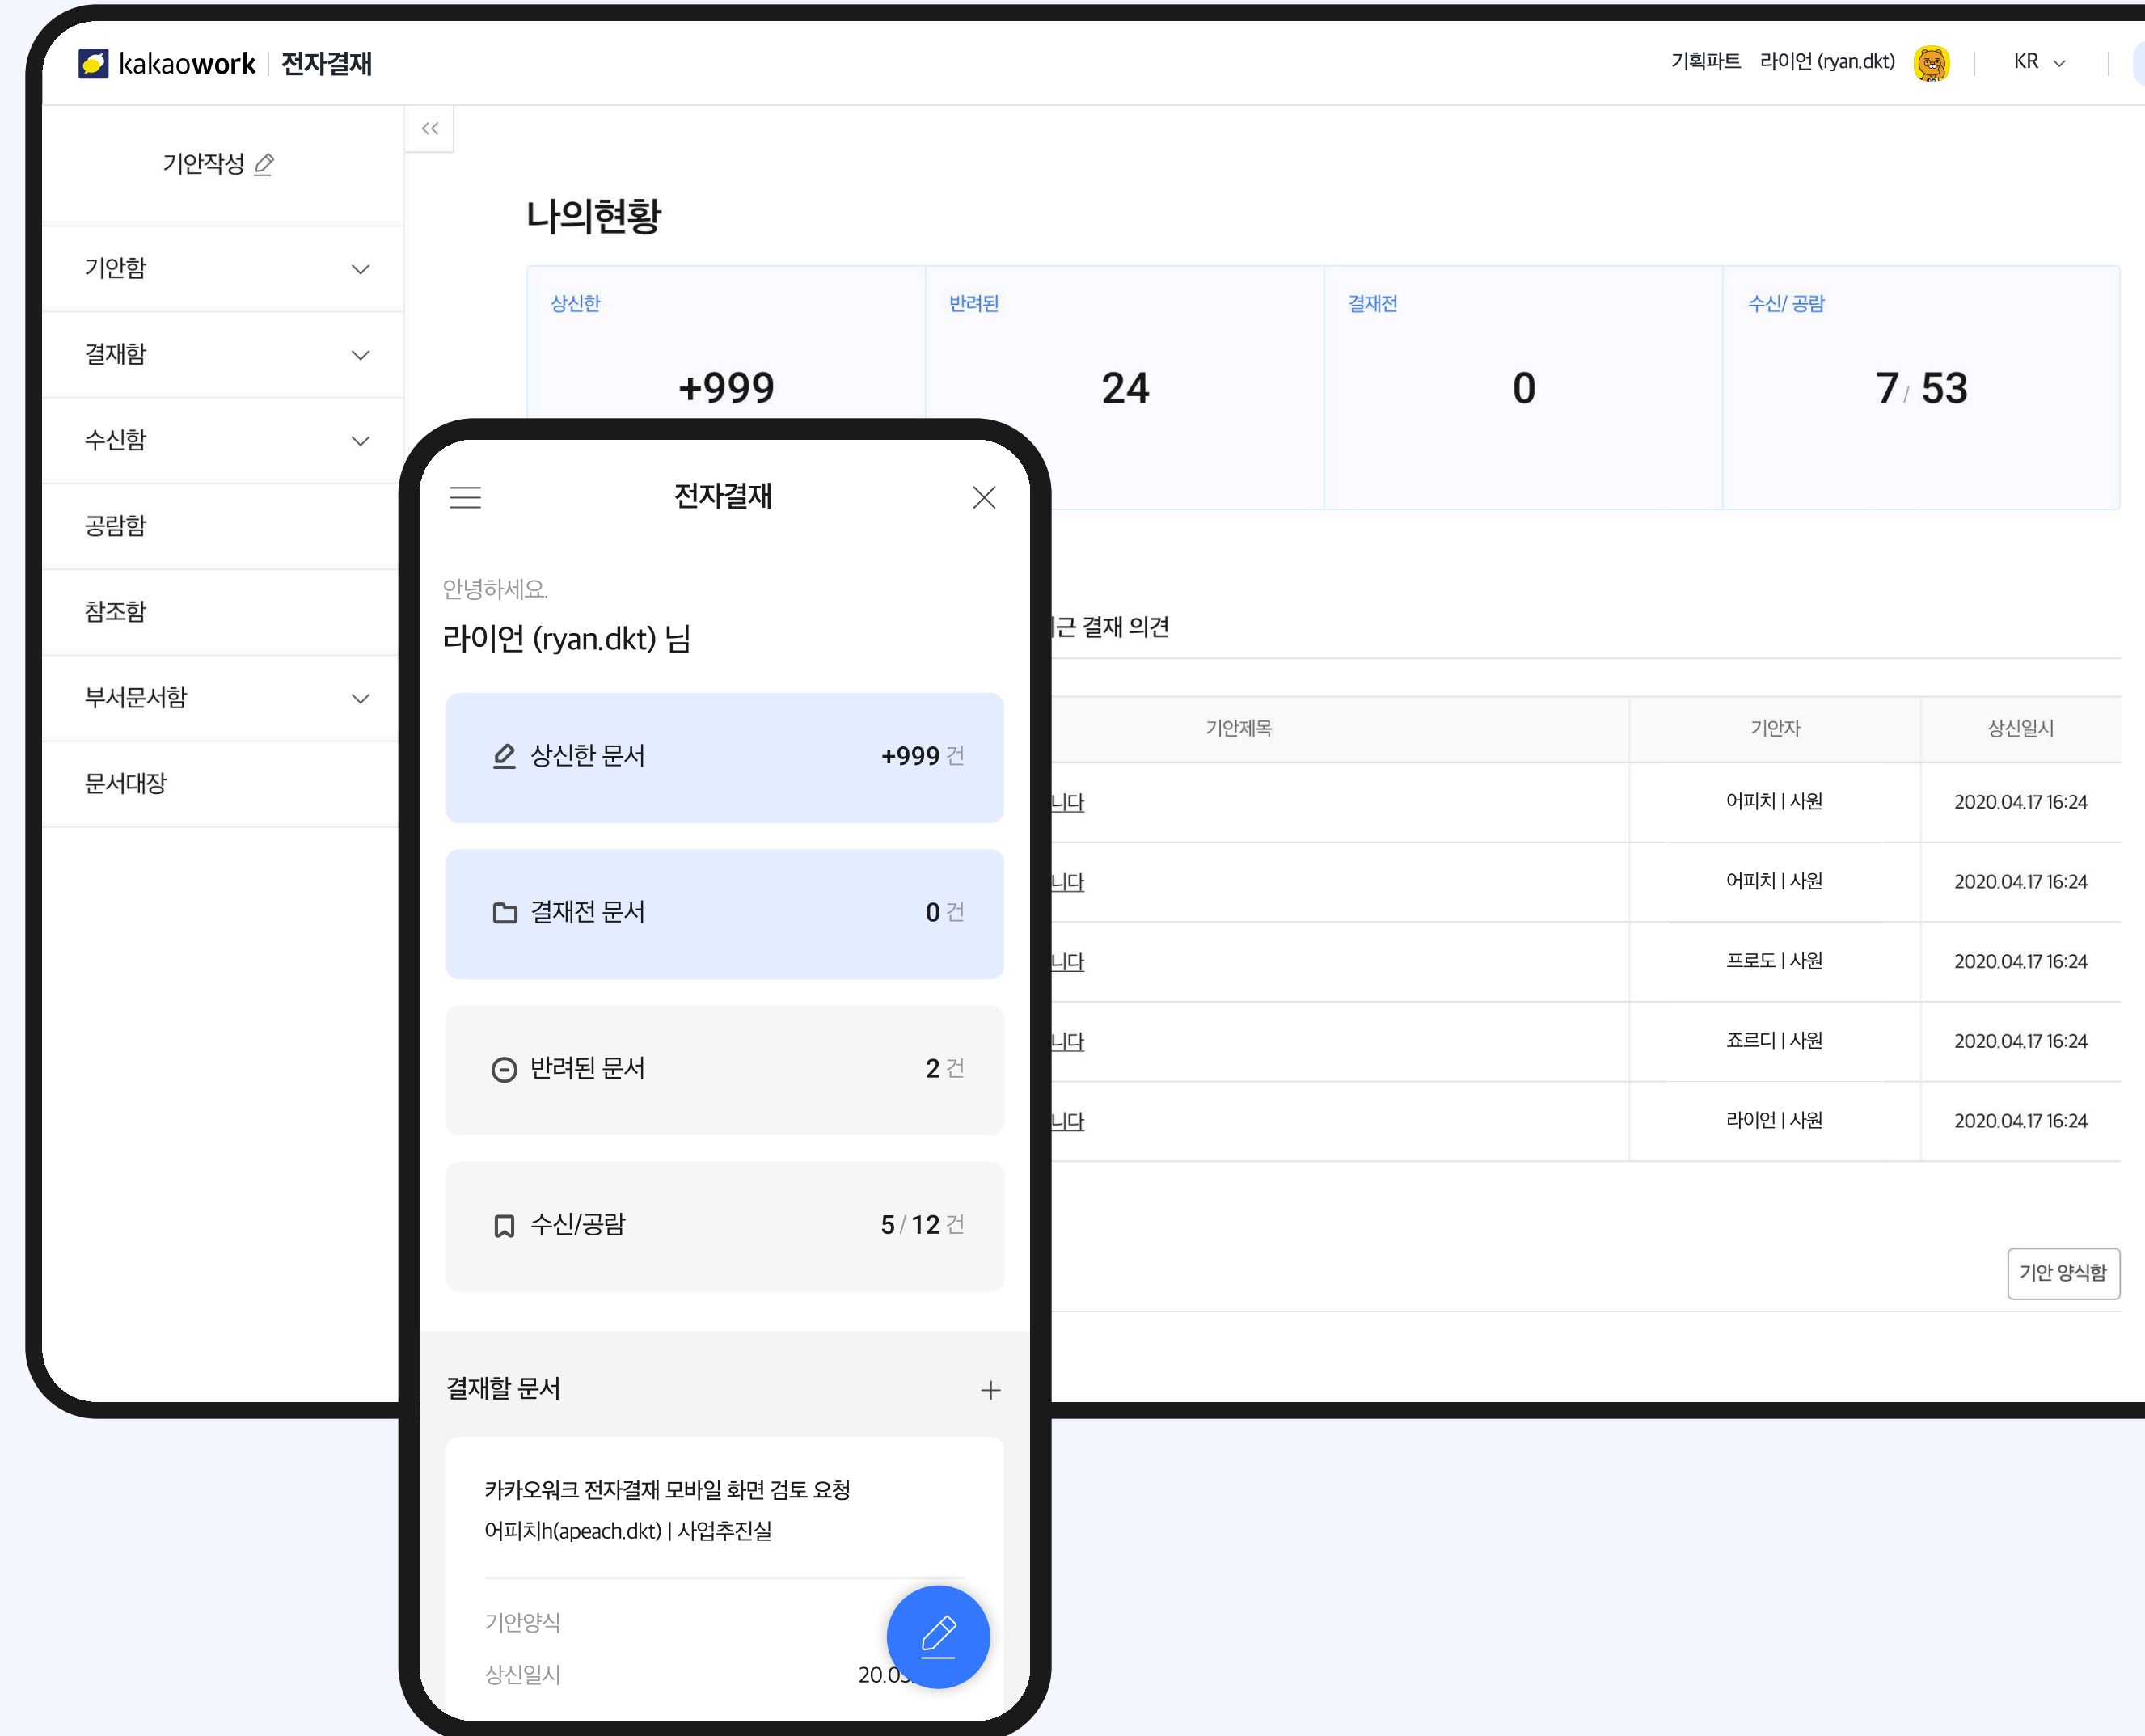 kakaowork | 전자결재
기획파트 라이언 (ryan.dkt)
KR
기안작성
기안함
결재함
수신함
공람함
참조함
부서문서함
문서대장
나의현황
상신한
+999
반려된
24
결재전
0
수신/ 공람
7/ 53
근 결재 의견
기안제목 기안자 상신일시
니다 어피치 | 사원 2020.04.17 16:24
니다 어피치 | 사원 2020.04.17 16:24
니다 프로도 | 사원 2020.04.17 16:24
니다 죠르디 | 사원 2020.04.17 16:24
니다 라이언 | 사원 2020.04.17 16:24
기안 양식함
전자결재
안녕하세요.
라이언 (ryan.dkt) 님
상신한 문서 +999 건
결재전 문서 0 건
반려된 문서 2 건
수신/공람 5 / 12 건
결재할 문서
카카오워크 전자결재 모바일 화면 검토 요청
어피치h(apeach.dkt) | 사업추진실
기안양식
상신일시